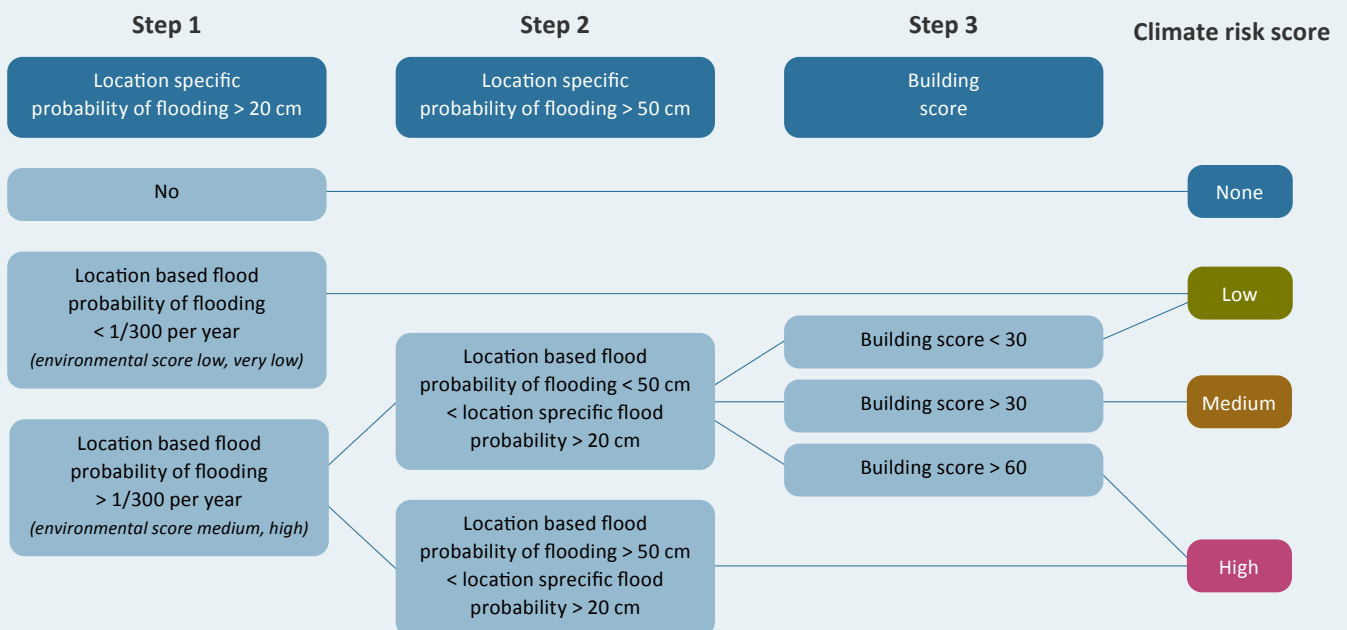 Step 1
Step 2
Step 3
Climate risk score
Location specific
probability of flooding > 20 cm
Location specific
probability of flooding > 50 cm
Building
score
No
None
Location based flood
probability of flooding
< 1/300 per year
(environmental score low, very low)
Low
Location based flood
probability of flooding
> 1/300 per year
(environmental score medium, high)
Location based flood
probability of flooding < 50 cm
< location sprecific flood
probability > 20 cm
Location based flood
probability of flooding > 50 cm
< location sprecific flood
probability > 20 cm
Building score < 30
Building score > 30
Building score > 60
Medium
High